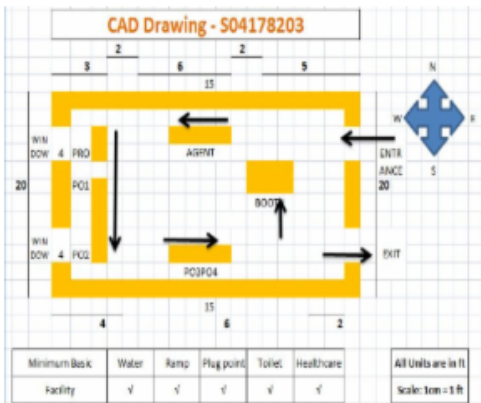 CAD Drawing - S04178203
2 2
3 6 5
15
N
W E
S
WIN
DOW 4 PRO
AGENT
ENTR
ANCE
PO1
20 20
BOOT
WIN
DOW 4 PO2
EXIT
PO3PO4
15
4 6 2
Minimum Basic Water Ramp Plug point Toilet Healthcare
Facility √ √ √ √ √
All Units are in ft
Scale: 1cm = 1 ft